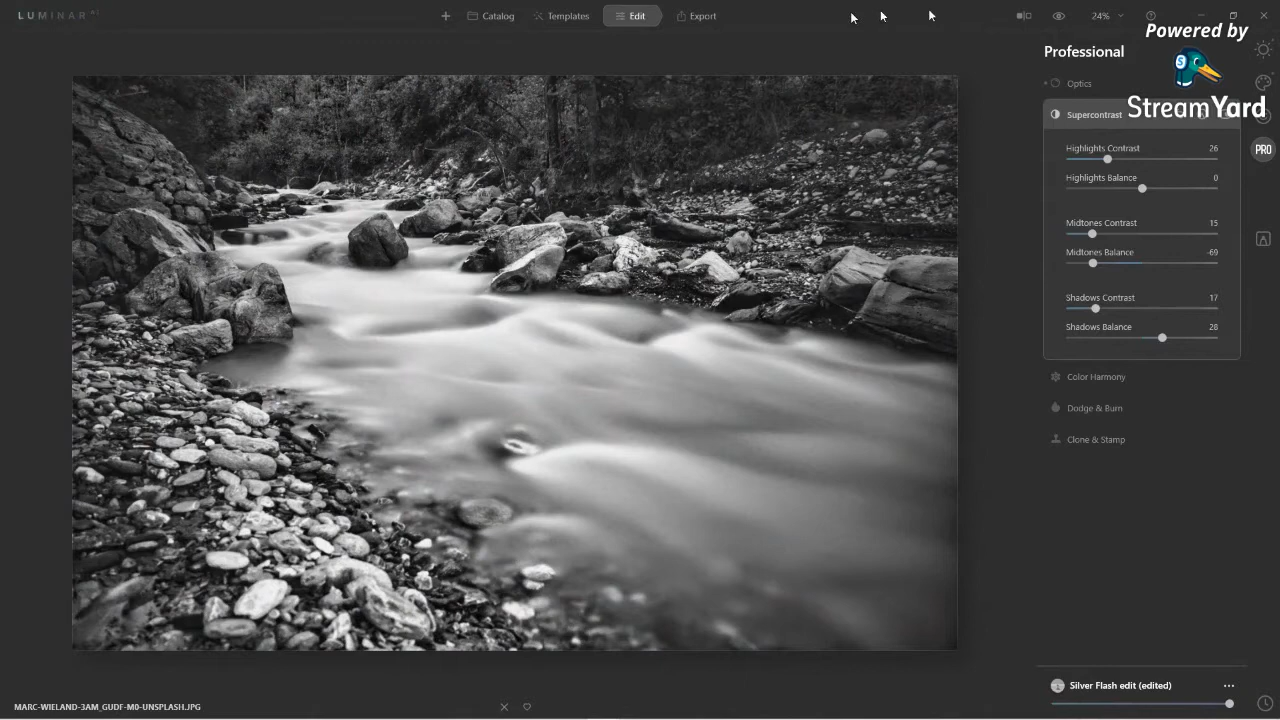 LUMINAR AI
Catalog
Templates
Edit
Export
24%
Powered by
StreamYard
Professional
Optics
Supercontrast
PRO
Highlights Contrast 26
Highlights Balance 0
Midtones Contrast 15
Midtones Balance -69
Shadows Contrast 17
Shadows Balance 28
Color Harmony
Dodge & Burn
Clone & Stamp
Silver Flash edit (edited)
MARC-WIELAND-3AM_GUDF-M0-UNSPLASH.JPG